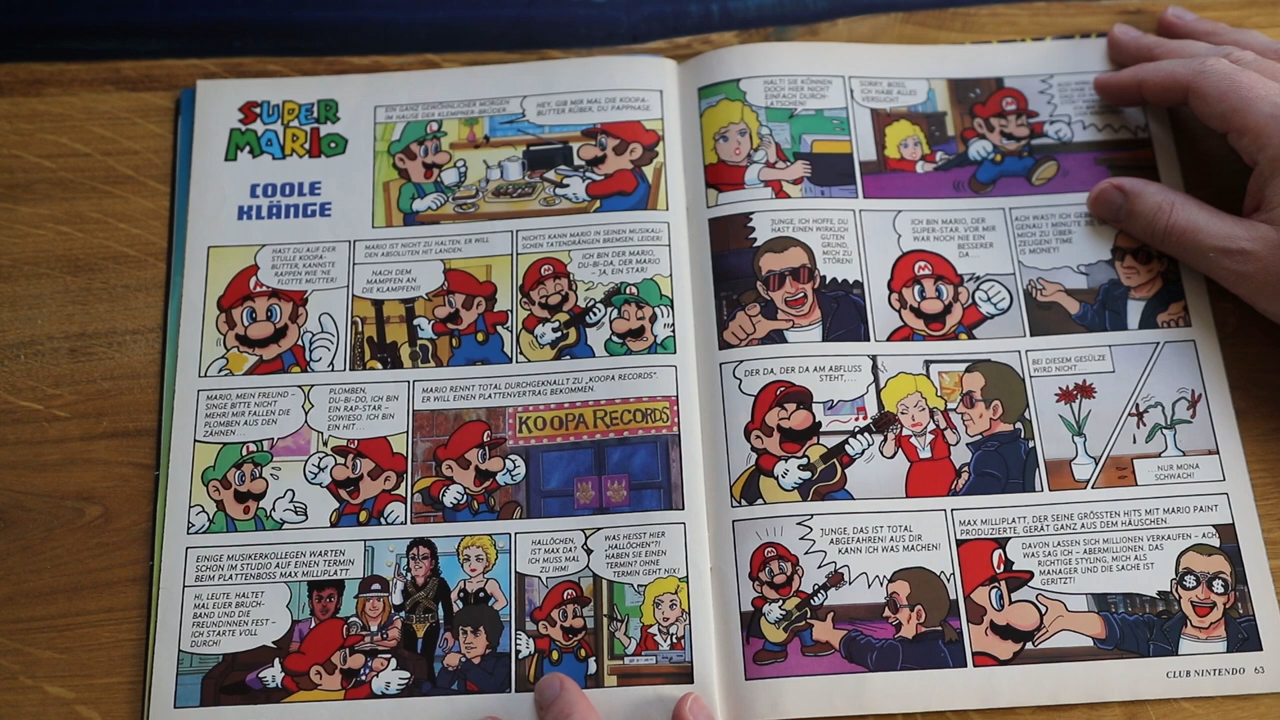 SUPER
MARIO
COOLE
KLÄNGE
EIN GANZ GEWÖHNLICHER MORGEN
IM HAUSE DER KLEMPNER-BRÜDER...
HEY, GIB MIR MAL DIE KOOPA-
BUTTER RÜBER, DU PAPPNASE.
HAST DU AUF DER
STULLE KOOPA-
BUTTER, KANNSTE
RAPPEN WIE 'NE
FLOTTE MUTTER!
MARIO IST NICHT ZU HALTEN. ER WILL
DEN ABSOLUTEN HIT LANDEN.
NACH DEM
MAMPFEN AN
DIE KLAMPFEN!!
NICHTS KANN MARIO IN SEINEN MUSIKALI-
SCHEN TATENDRÄNGEN BREMSEN. LEIDER!
ICH BIN DER MARIO,
DU-BI-DA, DER MARIO
– JA, EIN STAR!
MARIO, MEIN FREUND –
SINGE BITTE NICHT
MEHR! MIR FALLEN DIE
PLOMBEN AUS DEN
ZÄHNEN...
PLOMBEN,
DU-BI-DO, ICH BIN
EIN RAP-STAR –
SOWIESO. ICH BIN
EIN HIT...
MARIO RENNT TOTAL DURCHGEKNALLT ZU „KOOPA RECORDS".
ER WILL EINEN PLATTENVERTRAG BEKOMMEN.
KOOPA RECORDS
EINIGE MUSIKERKOLLEGEN WARTEN
SCHON IM STUDIO AUF EINEN TERMIN
BEIM PLATTENBOSS MAX MILLIPLATT.
HI, LEUTE. HALTET
MAL EUER BRUCH-
BAND UND DIE
FREUNDINNEN FEST –
ICH STARTE VOLL
DURCH!
HALLÖCHEN,
IST MAX DA?
ICH MUSS MAL
ZU IHM!
WAS HEISST HIER
„HALLÖCHEN"?!
HABEN SIE EINEN
TERMIN? OHNE
TERMIN GEHT NIX!
HALT! SIE KÖNNEN
DOCH HIER NICHT
EINFACH DURCH-
LATSCHEN!
SORRY, BOSS,
ICH HABE ALLES
VERSUCHT...
JUNGE, ICH HOFFE, DU
HAST EINEN WIRKLICH
GUTEN
GRUND,
MICH ZU
STÖREN!
ICH BIN MARIO, DER
SUPER-STAR. VOR MIR
WAR NOCH NIE EIN
BESSERER
DA...
ACH WAS?! ICH
GENAU 1 MINUTE
MICH ZU ÜBER-
ZEUGEN! TIME
IS MONEY!
DER DA, DER DA AM ABFLUSS
STEHT,...
BEI DIESEM GESÜLZE
WIRD NICHT...
...NUR MONA
SCHWACH!
JUNGE, DAS IST TOTAL
ABGEFAHREN! AUS DIR
KANN ICH WAS MACHEN!
MAX MILLIPLATT, DER SEINE GRÖSSTEN HITS MIT MARIO PAINT
PRODUZIERTE, GERÄT GANZ AUS DEM HÄUSCHEN.
DAVON LASSEN SICH MILLIONEN VERKAUFEN – ACH,
WAS SAG ICH – ABERMILLIONEN. DAS
RICHTIGE STYLING, MICH ALS
MANAGER UND DIE SACHE IST
GERITZT!
CLUB NINTENDO 63